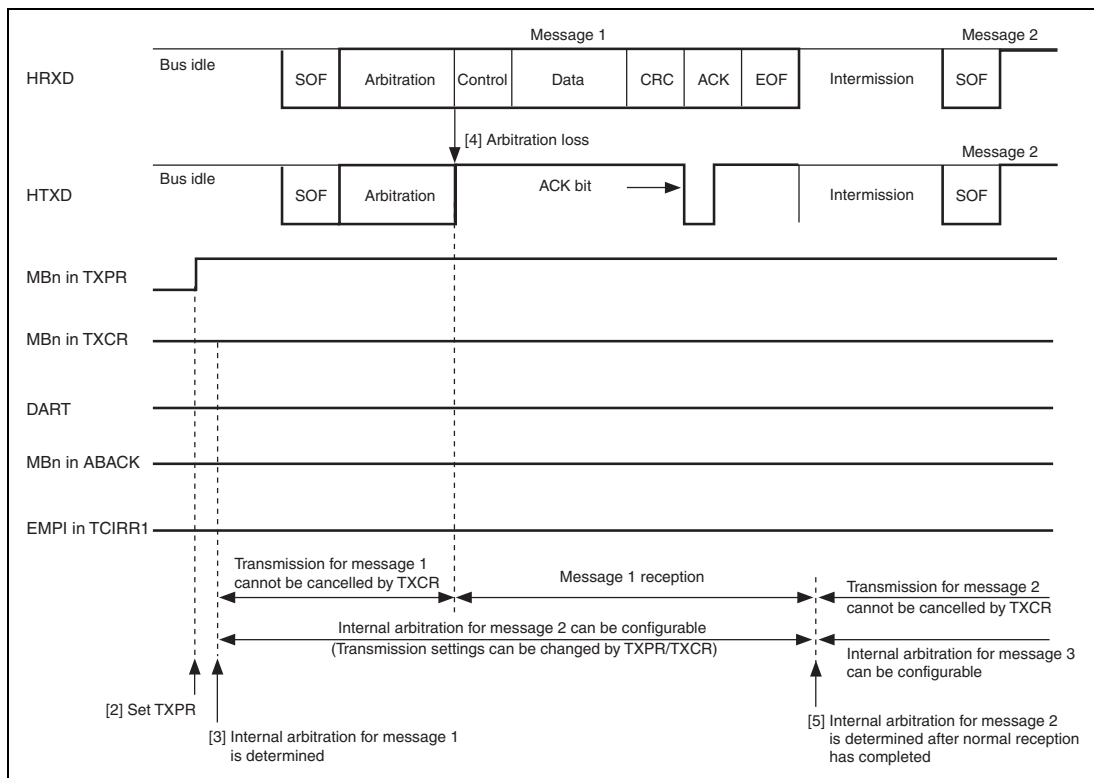 Message 1
Message 2
HRXD
Bus idle
SOF
Arbitration
Control
Data
CRC
ACK
EOF
Intermission
SOF
[4] Arbitration loss
Message 2
HTXD
Bus idle
SOF
Arbitration
ACK bit
Intermission
SOF
MBn in TXPR
MBn in TXCR
DART
MBn in ABACK
EMPI in TCIRR1
Transmission for message 1
cannot be cancelled by TXCR
Message 1 reception
Transmission for message 2
cannot be cancelled by TXCR
Internal arbitration for message 2 can be configurable
(Transmission settings can be changed by TXPR/TXCR)
Internal arbitration for message 3
can be configurable
[2] Set TXPR
[3] Internal arbitration for message 1
is determined
[5] Internal arbitration for message 2
is determined after normal reception
has completed